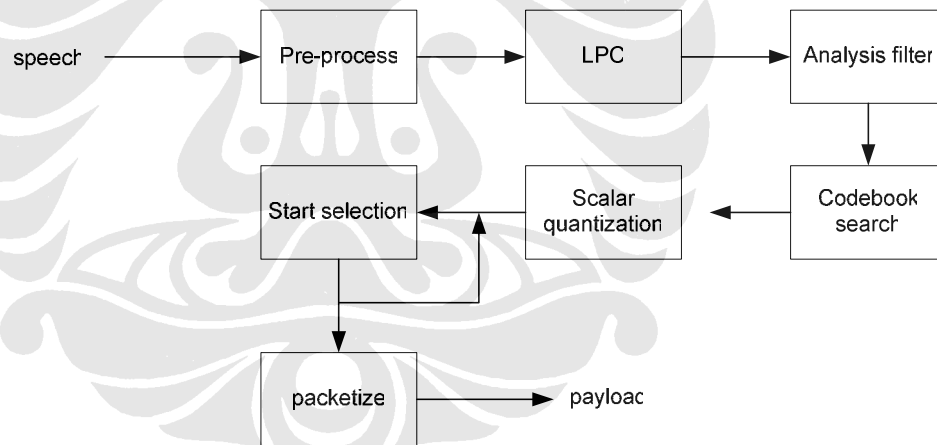 speech
Pre-process
LPC
Analysis filter
Start selection
Scalar
quantization
Codebook
search
packetize
payload